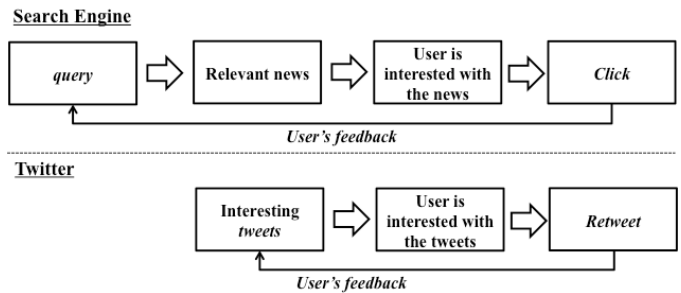 Search Engine
query
Relevant news
User is
interested with
the news
Click
User's feedback
Twitter
Interesting
tweets
User is
interested with
the tweets
Retweet
User's feedback